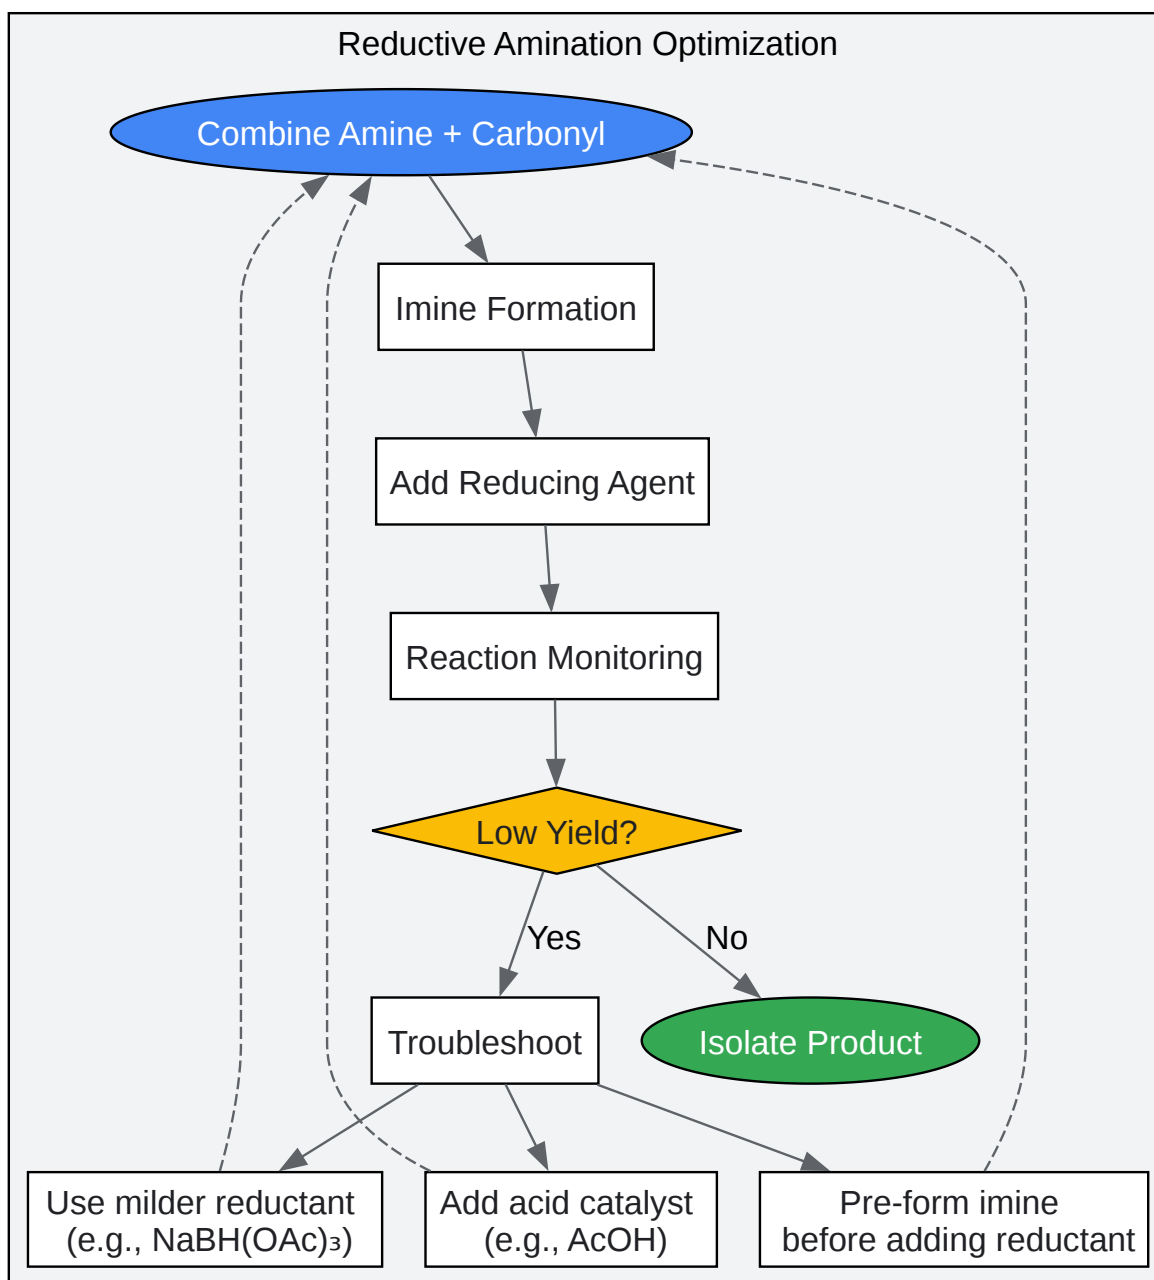 Reductive Amination Optimization
Combine Amine + Carbonyl
Imine Formation
Add Reducing Agent
Reaction Monitoring
Low Yield?
Yes
No
Troubleshoot
Isolate Product
Use milder reductant
(e.g., NaBH(OAc)₃)
Add acid catalyst
(e.g., AcOH)
Pre-form imine
before adding reductant